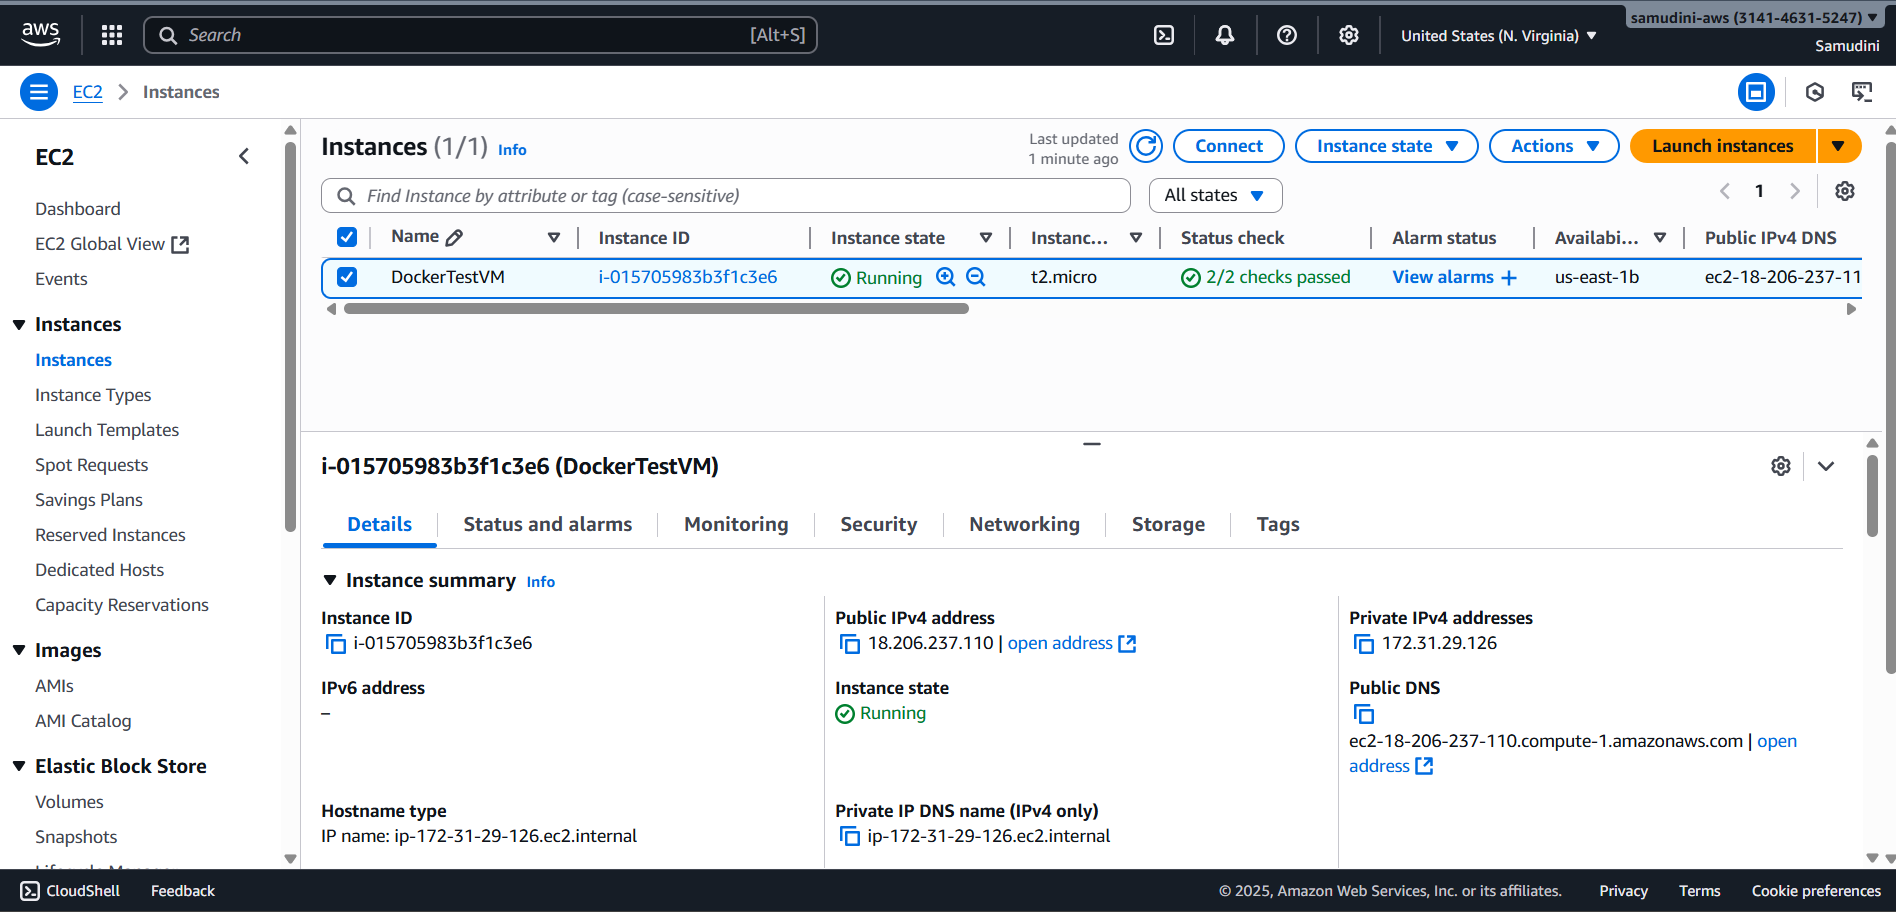 aws
Search [Alt+S]
United States (N. Virginia)
samudini-aws (3141-4631-5247)
Samudini
EC2 Instances
EC2
Dashboard
EC2 Global View
Events
Instances
Instances
Instance Types
Launch Templates
Spot Requests
Savings Plans
Reserved Instances
Dedicated Hosts
Capacity Reservations
Images
AMIs
AMI Catalog
Elastic Block Store
Volumes
Snapshots
Instances (1/1) Info
Last updated
1 minute ago
Connect Instance state Actions Launch instances
Find Instance by attribute or tag (case-sensitive)
All states
1
Name Instance ID Instance state Instanc... Status check Alarm status Availabi... Public IPv4 DNS
DockerTestVM i-015705983b3f1c3e6 Running t2.micro 2/2 checks passed View alarms us-east-1b ec2-18-206-237-11
i-015705983b3f1c3e6 (DockerTestVM)
Details Status and alarms Monitoring Security Networking Storage Tags
Instance summary Info
Instance ID
i-015705983b3f1c3e6
Public IPv4 address
18.206.237.110 | open address
Private IPv4 addresses
172.31.29.126
IPv6 address
–
Instance state
Running
Public DNS
ec2-18-206-237-110.compute-1.amazonaws.com | open
address
Hostname type
IP name: ip-172-31-29-126.ec2.internal
Private IP DNS name (IPv4 only)
ip-172-31-29-126.ec2.internal
CloudShell Feedback
© 2025, Amazon Web Services, Inc. or its affiliates. Privacy Terms Cookie preferences